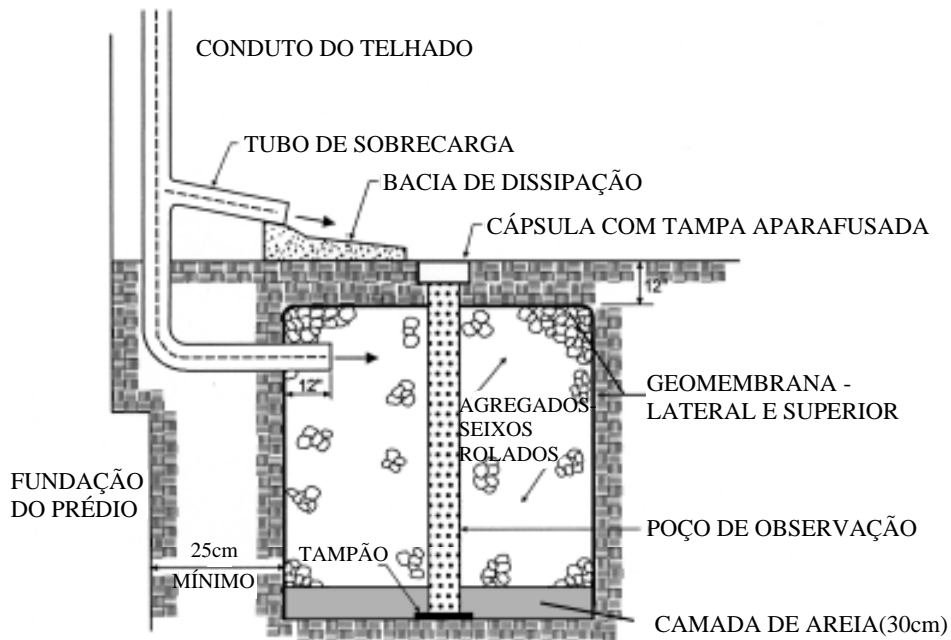 CONDUTO DO TELHADO
TUBO DE SOBRECARGA
BACIA DE DISSIPAÇÃO
CÁPSULA COM TAMPA APARAFUSADA
12"
12"
GEOMEMBRANA -
LATERAL E SUPERIOR
AGREGADOS-
SEIXOS
ROLADOS
FUNDAÇÃO
DO PRÉDIO
POÇO DE OBSERVAÇÃO
25cm
MÍNIMO
TAMPÃO
CAMADA DE AREIA(30cm)